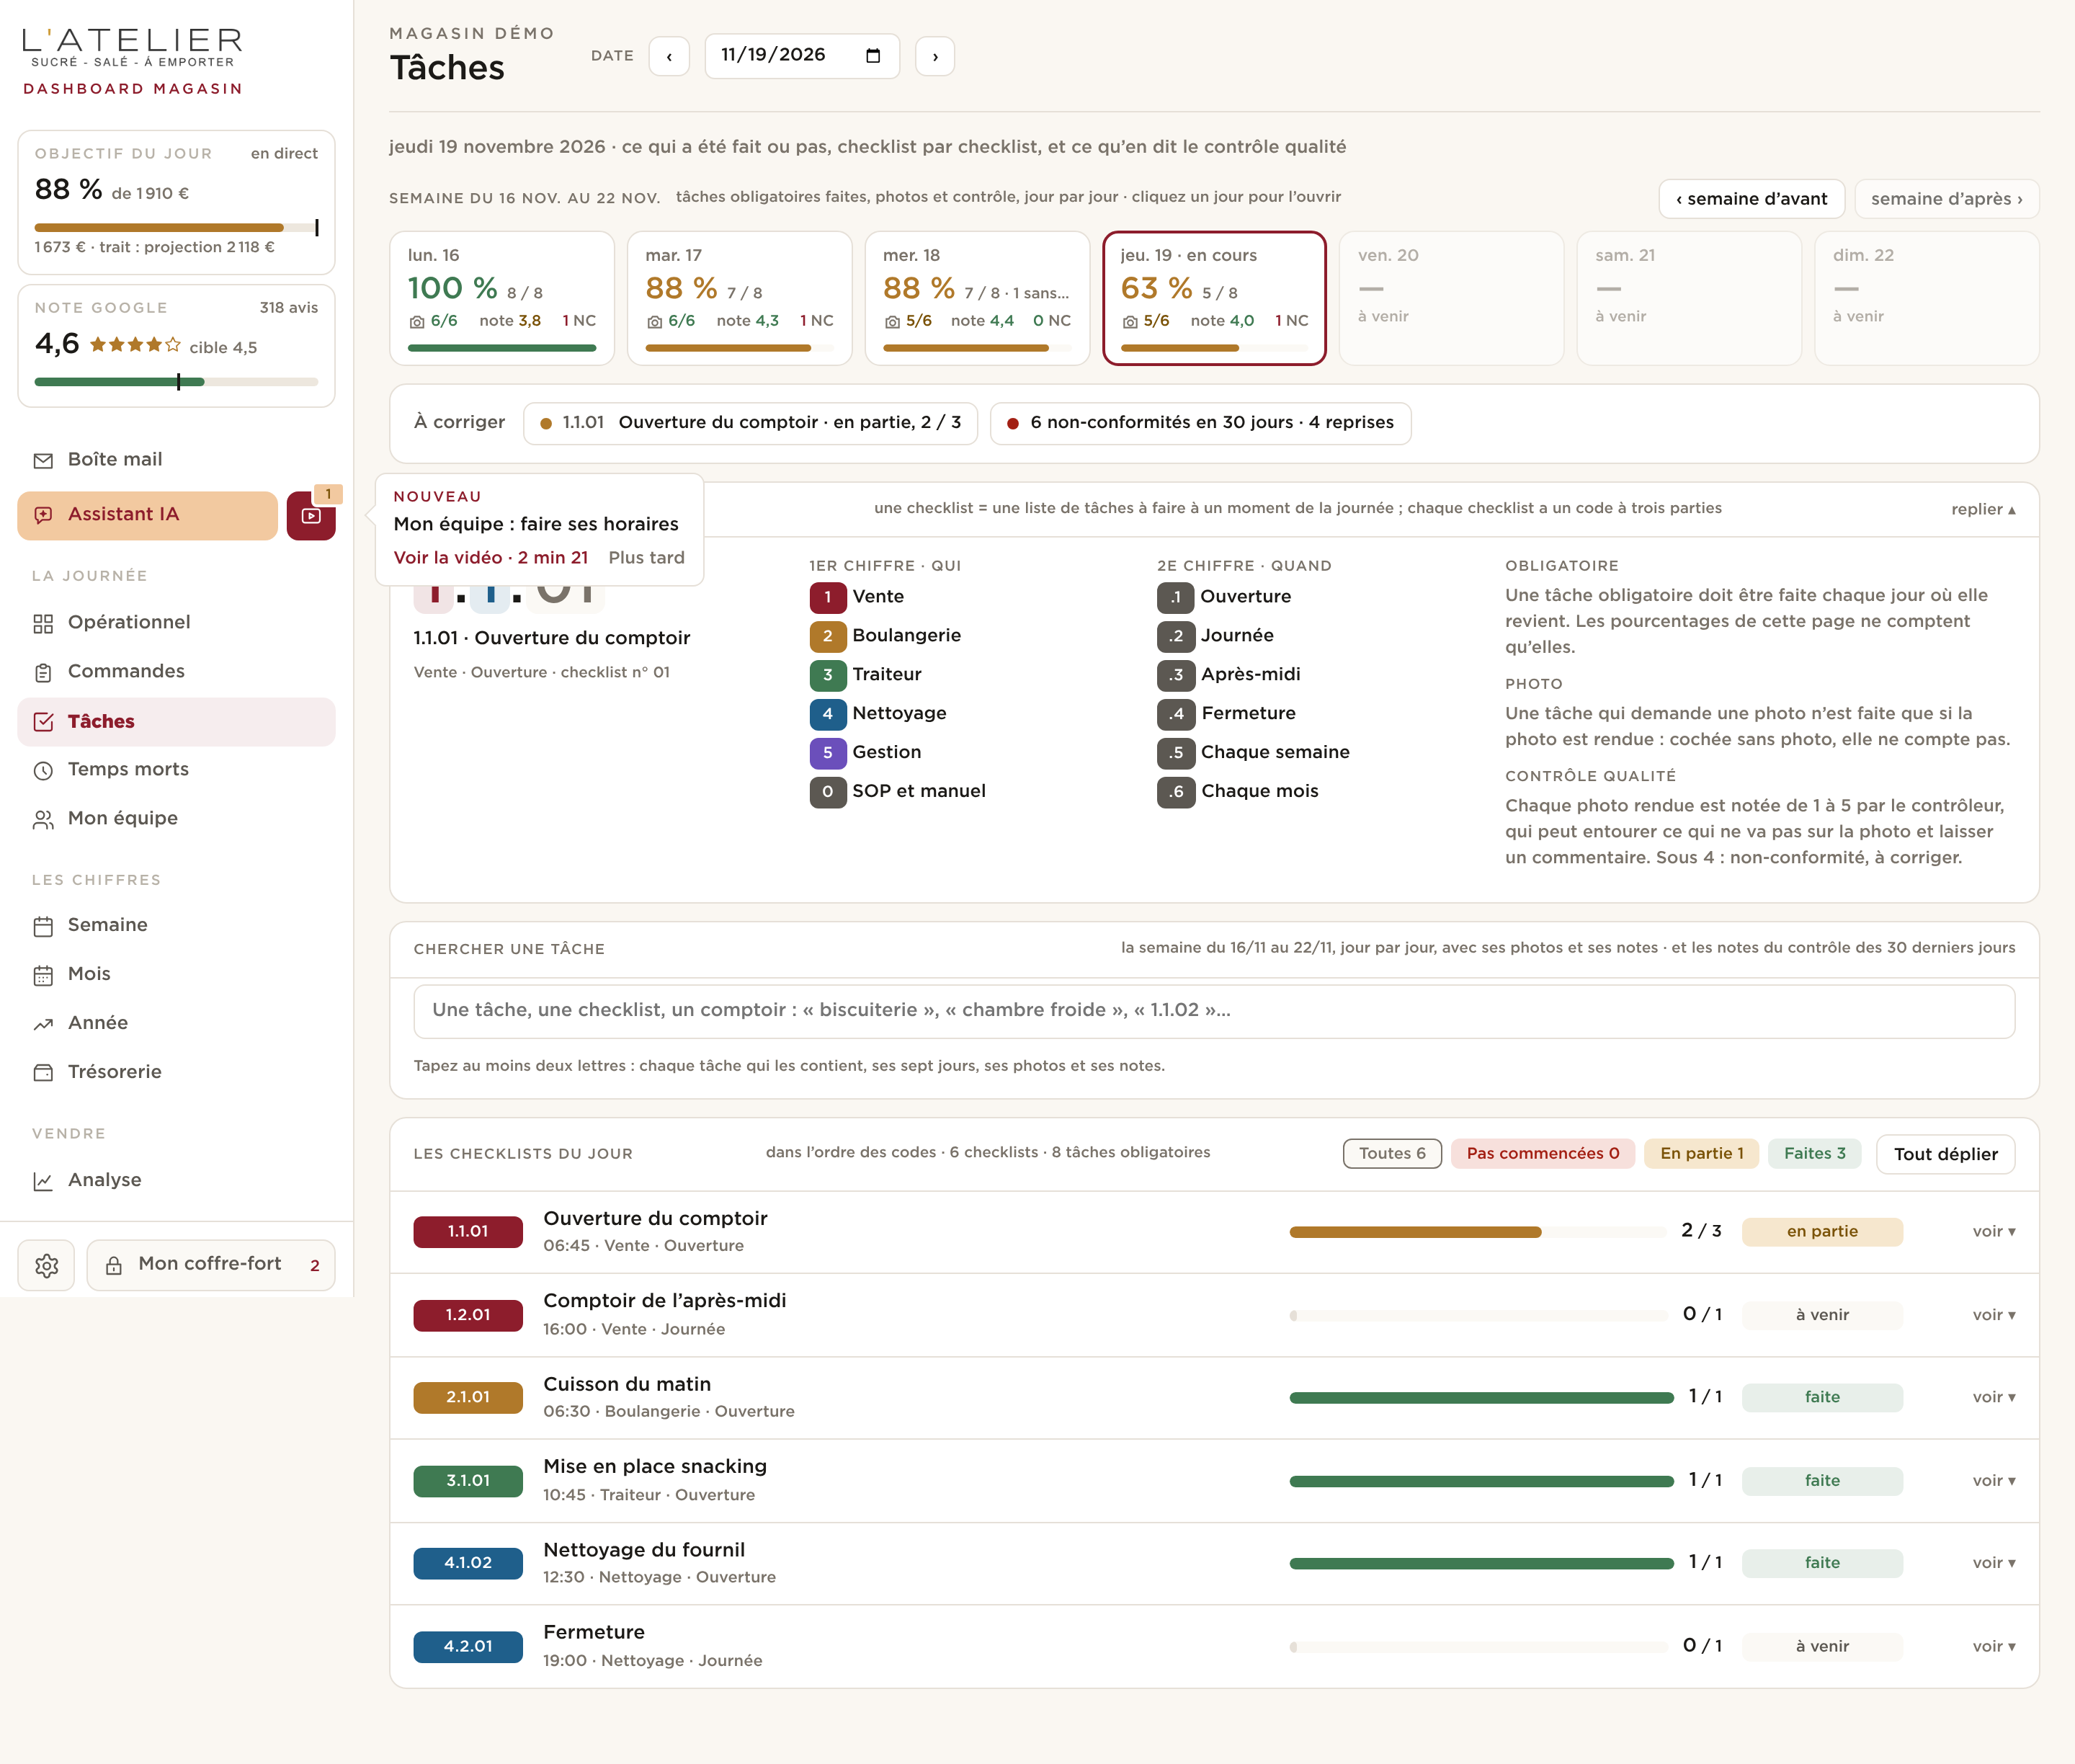 L'ATELIER
SUCRÉ - SALÉ - À EMPORTER
DASHBOARD MAGASIN
OBJECTIF DU JOUR en direct
88 % de 1 910 €
1 673 € · trait : projection 2 118 €
NOTE GOOGLE 318 avis
4,6 cible 4,5
Boîte mail
Assistant IA 1
LA JOURNÉE
Opérationnel
Commandes
Tâches
Temps morts
Mon équipe
LES CHIFFRES
Semaine
Mois
Année
Trésorerie
VENDRE
Analyse
Mon coffre-fort 2
MAGASIN DÉMO
Tâches
DATE ‹ 11/19/2026 ›
jeudi 19 novembre 2026 · ce qui a été fait ou pas, checklist par checklist, et ce qu’en dit le contrôle qualité
SEMAINE DU 16 NOV. AU 22 NOV. tâches obligatoires faites, photos et contrôle, jour par jour · cliquez un jour pour l’ouvrir
‹ semaine d’avant semaine d’après ›
lun. 16
100 % 8 / 8
6/6 note 3,8 1 NC
mar. 17
88 % 7 / 8
6/6 note 4,3 1 NC
mer. 18
88 % 7 / 8 · 1 sans...
5/6 note 4,4 0 NC
jeu. 19 · en cours
63 % 5 / 8
5/6 note 4,0 1 NC
ven. 20
—
à venir
sam. 21
—
à venir
dim. 22
—
à venir
À corriger
1.1.01 Ouverture du comptoir · en partie, 2 / 3
6 non-conformités en 30 jours · 4 reprises
NOUVEAU
Mon équipe : faire ses horaires
Voir la vidéo · 2 min 21 Plus tard
une checklist = une liste de tâches à faire à un moment de la journée ; chaque checklist a un code à trois parties
replier ▴
1.1.01
1.1.01 · Ouverture du comptoir
Vente · Ouverture · checklist n° 01
1ER CHIFFRE · QUI
1 Vente
2 Boulangerie
3 Traiteur
4 Nettoyage
5 Gestion
0 SOP et manuel
2E CHIFFRE · QUAND
.1 Ouverture
.2 Journée
.3 Après-midi
.4 Fermeture
.5 Chaque semaine
.6 Chaque mois
OBLIGATOIRE
Une tâche obligatoire doit être faite chaque jour où elle
revient. Les pourcentages de cette page ne comptent
qu’elles.
PHOTO
Une tâche qui demande une photo n’est faite que si la
photo est rendue : cochée sans photo, elle ne compte pas.
CONTRÔLE QUALITÉ
Chaque photo rendue est notée de 1 à 5 par le contrôleur,
qui peut entourer ce qui ne va pas sur la photo et laisser
un commentaire. Sous 4 : non-conformité, à corriger.
CHERCHER UNE TÂCHE
la semaine du 16/11 au 22/11, jour par jour, avec ses photos et ses notes · et les notes du contrôle des 30 derniers jours
Une tâche, une checklist, un comptoir : « biscuiterie », « chambre froide », « 1.1.02 »...
Tapez au moins deux lettres : chaque tâche qui les contient, ses sept jours, ses photos et ses notes.
LES CHECKLISTS DU JOUR
dans l’ordre des codes · 6 checklists · 8 tâches obligatoires
Toutes 6 Pas commencées 0 En partie 1 Faites 3 Tout déplier
1.1.01 Ouverture du comptoir 2 / 3 en partie voir ▾
06:45 · Vente · Ouverture
1.2.01 Comptoir de l’après-midi 0 / 1 à venir voir ▾
16:00 · Vente · Journée
2.1.01 Cuisson du matin 1 / 1 faite voir ▾
06:30 · Boulangerie · Ouverture
3.1.01 Mise en place snacking 1 / 1 faite voir ▾
10:45 · Traiteur · Ouverture
4.1.02 Nettoyage du fournil 1 / 1 faite voir ▾
12:30 · Nettoyage · Ouverture
4.2.01 Fermeture 0 / 1 à venir voir ▾
19:00 · Nettoyage · Journée